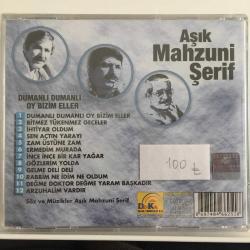 Aşık
Mahzuni
Şerif
DUMANLI DUMANLI
OY BİZİM ELLER
1 DUMANLI DUMANLI OY BİZİM ELLER
2 BİTMEZ TÜKENMEZ GECELER
3 İHTİYAR OLDUM
4 SEN AÇTIN YARAYI
5 ZAM ÜSTÜNE ZAM
6 ERMEDİM MURADA
7 İNCE İNCE BİR KAR YAĞAR
8 GÖZLERİM YOLDA
9 GELME DELİ DELİ
10 RABBİM NE İDİM NE OLDUM
11 DEĞME DOKTOR DEĞME YARAM BAŞKADIR
12 ARZUHALİM VARDIR
Söz ve Müzikler Aşık Mahzuni Şerif
100 ₺